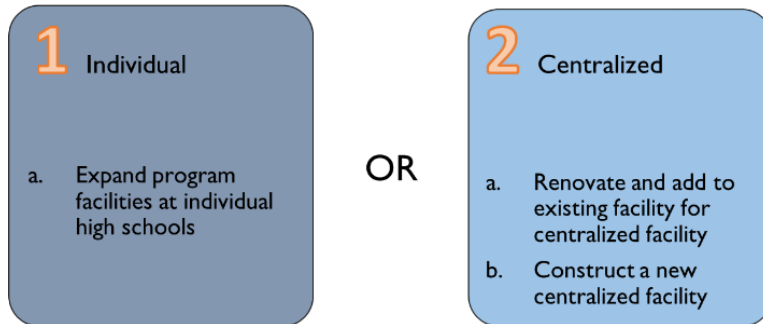 1 Individual
a. Expand program
facilities at individual
high schools
OR
2 Centralized
a. Renovate and add to
existing facility for
centralized facility
b. Construct a new
centralized facility